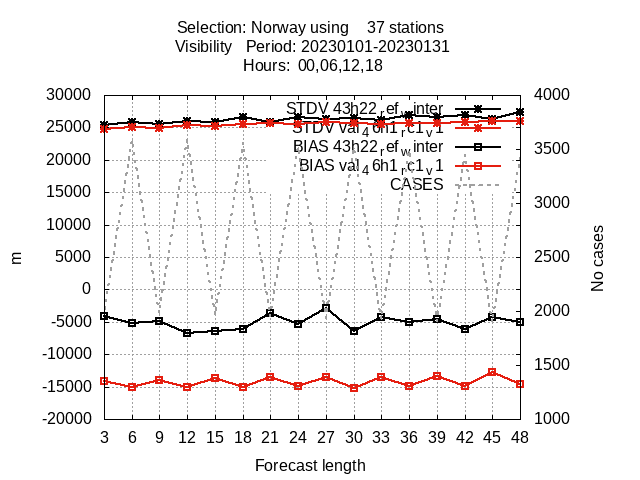 Selection: Norway using    37 stations
Visibility   Period: 20230101-20230131
Hours:  00,06,12,18
30000
25000
20000
15000
10000
5000
0
-5000
-10000
-15000
-20000
m
4000
3500
3000
2500
2000
1500
1000
No cases
STDV 43h22_ref_winter
STDV val_46h1_rc1_v1
BIAS 43h22_ref_winter
BIAS val_46h1_rc1_v1
CASES
3 6 9 12 15 18 21 24 27 30 33 36 39 42 45 48
Forecast length